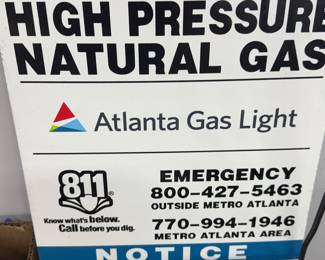 HIGH PRESSURE
NATURAL GAS
Atlanta Gas Light
811
Know what's below.
Call before you dig.
EMERGENCY
800-427-5463
OUTSIDE METRO ATLANTA
770-994-1946
METRO ATLANTA AREA
NOTICE